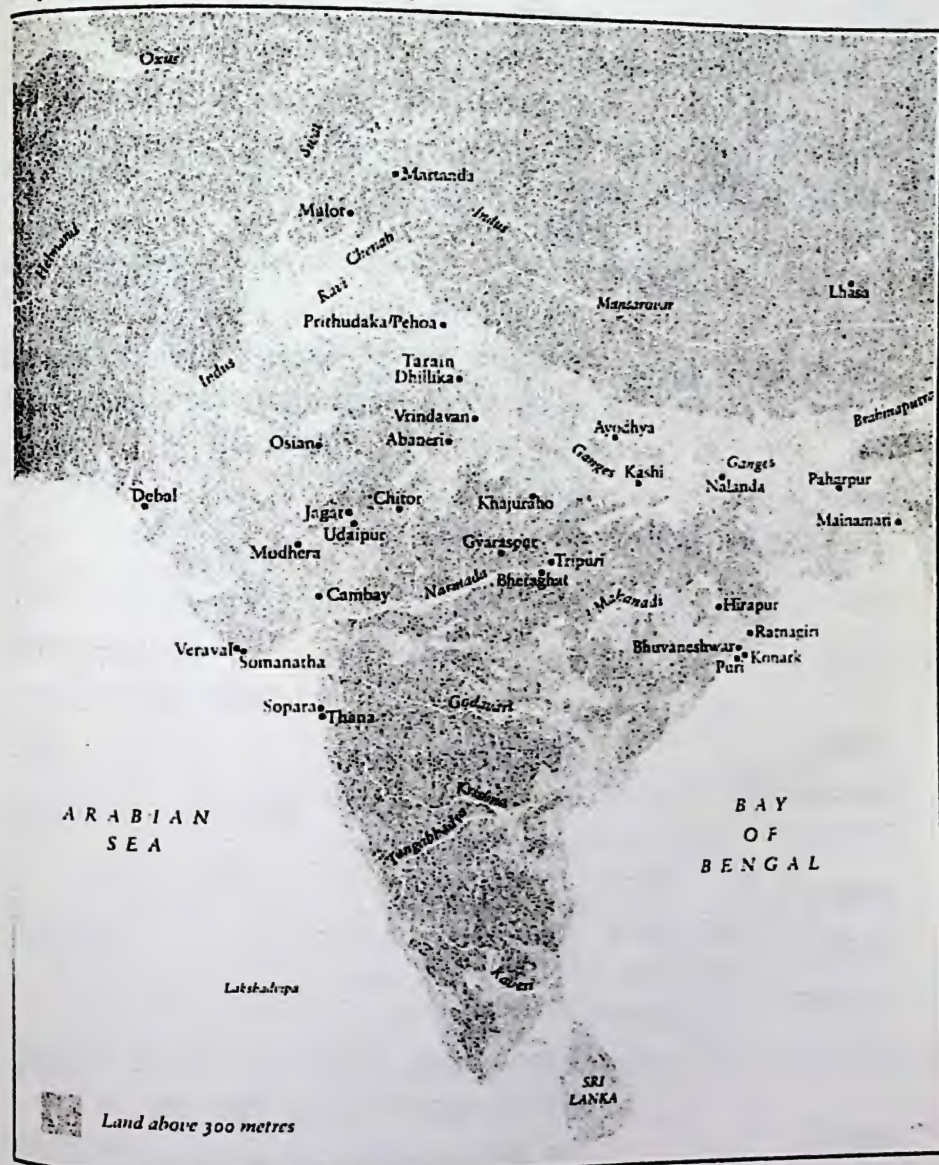 Oxus
Swat
Martanda
Malot
Indus
Helmand
Chenab
Ravi
Mansarovar
Lhasa
Prithudaka/Pehoa
Indus
Tarain
Dhillika
Brahmaputra
Vrindavan
Ayodhya
Osian
Abaneri
Ganges
Kashi
Ganges
Nalanda
Paharpur
Debal
Chitor
Khajuraho
Jagat
Udaipur
Mainamati
Modhera
Gyaraspur
Tripuri
Bheraghat
Narmada
Cambay
Mahanadi
Hirapur
Ratnagiri
Veraval
Somanatha
Bhuvaneshwar
Konark
Puri
Sopara
Thana
Godavari
Krishna
ARABIAN
SEA
Tungabhadra
BAY
OF
BENGAL
Kaveri
Lakshadvipa
SRI
LANKA
Land above 300 metres